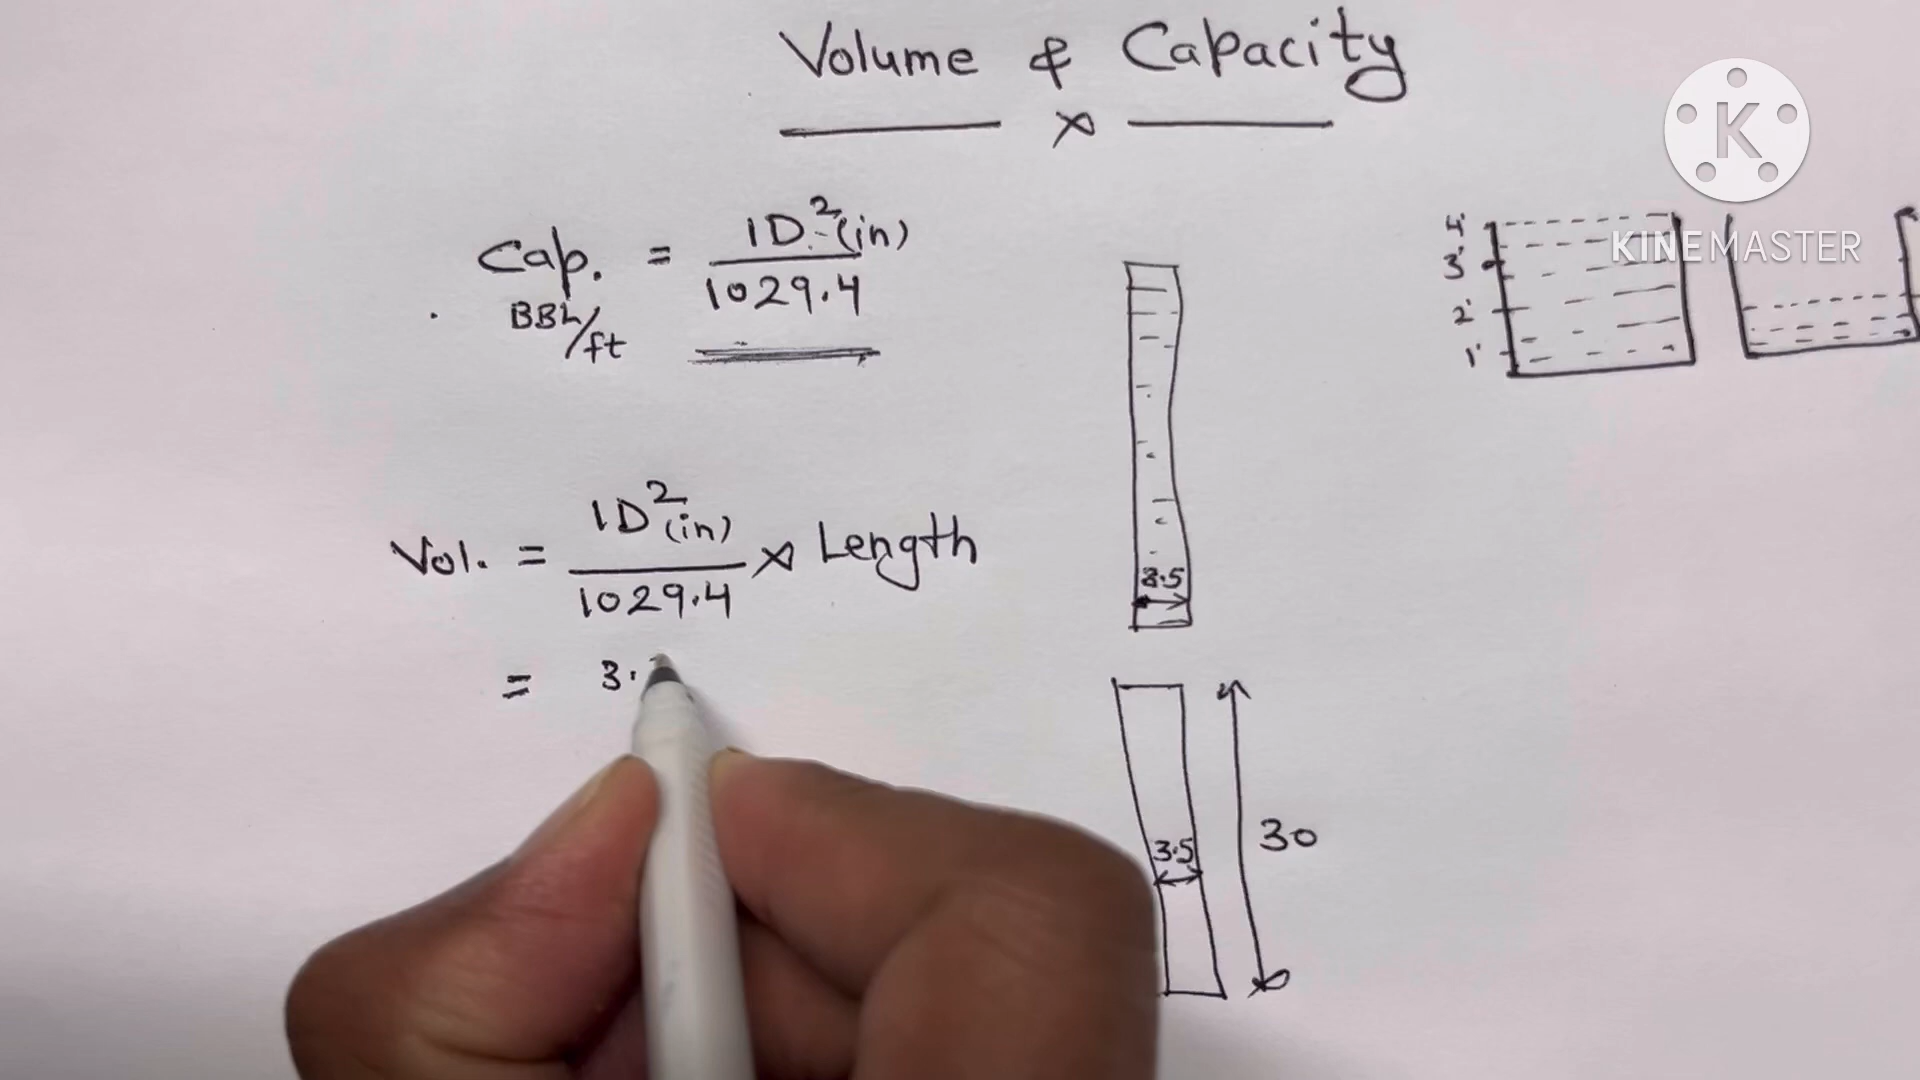 Volume & Capacity
x
Cap. = ID²(in)
1029.4
BBL/ft
Vol. = ID²(in) x Length
1029.4
= 3.
3.5
3.5
30
4'
3'
2'
1'
K
KINEMASTER